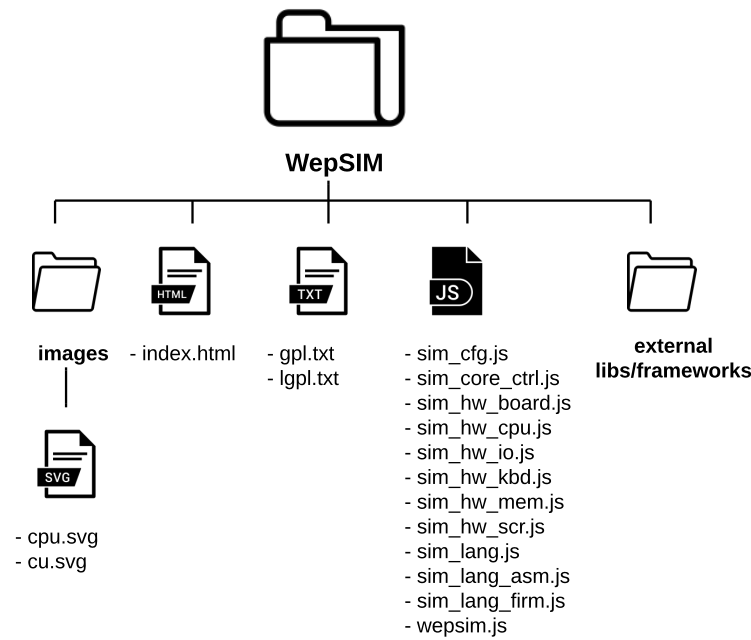 WepSIM
HTML
TXT
JS
images
- index.html
- gpl.txt
- lgpl.txt
- sim_cfg.js
- sim_core_ctrl.js
- sim_hw_board.js
- sim_hw_cpu.js
- sim_hw_io.js
- sim_hw_kbd.js
- sim_hw_mem.js
- sim_hw_scr.js
- sim_lang.js
- sim_lang_asm.js
- sim_lang_firm.js
- wepsim.js
external
libs/frameworks
SVG
- cpu.svg
- cu.svg